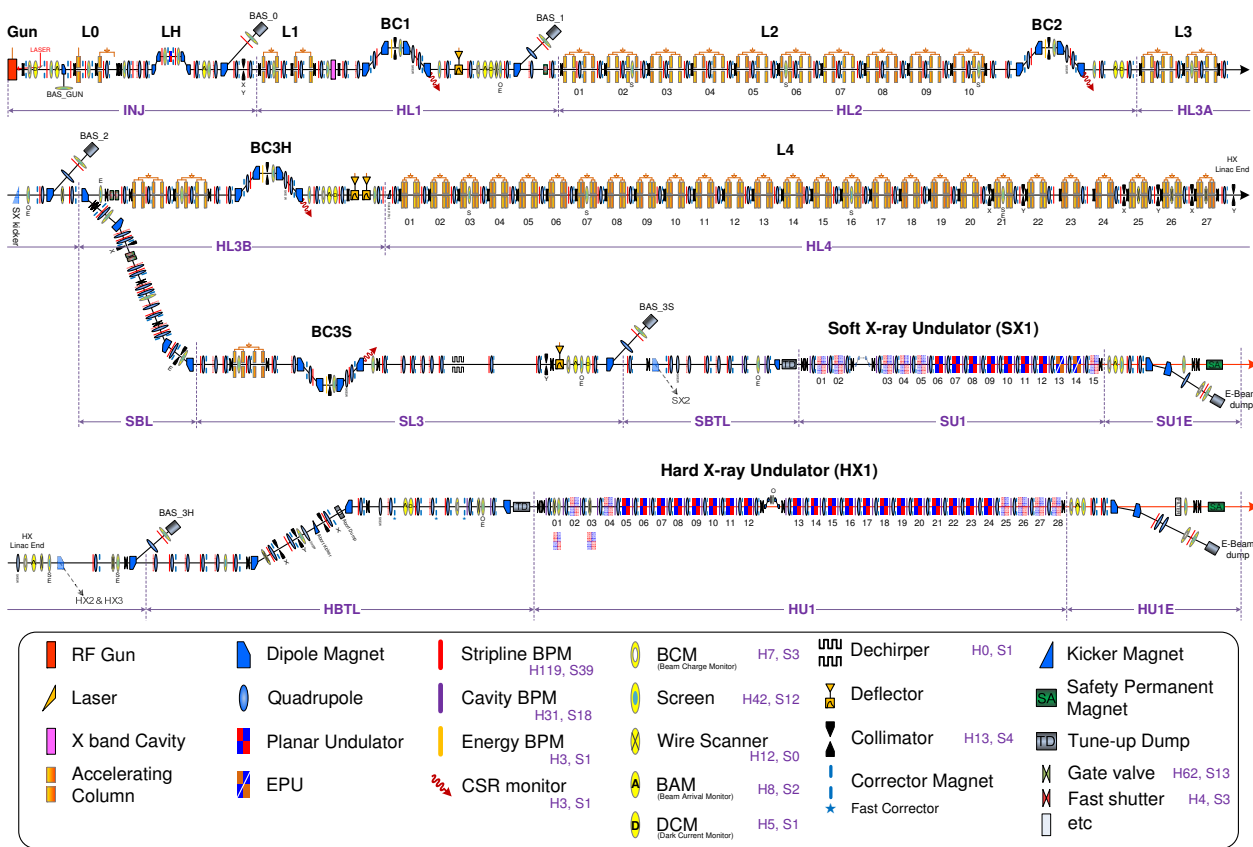 Gun L0 LH BAS_0 L1 BC1 BAS_1 L2 BC2 L3
LASER
BAS_GUN
X
Y
OE
S S S S
01 02 03 04 05 06 07 08 09 10
INJ HL1 HL2 HL3A
BAS_2 BC3H L4 HX
Linac End
SX kicker
E
S S S
X Y X Y X Y
01 02 03 04 05 06 07 08 09 10 11 12 13 14 15 16 17 18 19 20 21 22 23 24 25 26 27
HL3B HL4
BC3S BAS_3S Soft X-ray Undulator (SX1)
X
E
Y
OE
SX2
OE
TD
01 02 03 04 05 06 07 08 09 10 11 12 13 14 15
SA
E-Beam
dump
SBL SL3 SBTL SU1 SU1E
Hard X-ray Undulator (HX1)
BAS_3H
HX
Linac End
HX2 & HX3
X
OE
TD
01 02 03 04 05 06 07 08 09 10 11 12 13 14 15 16 17 18 19 20 21 22 23 24 25 26 27 28
SA
E-Beam
dump
HBTL HU1 HU1E
RF Gun
Laser
X band Cavity
Accelerating
Column
Dipole Magnet
Quadrupole
Planar Undulator
EPU
Stripline BPM
H119, S39
Cavity BPM
H31, S18
Energy BPM
H3, S1
CSR monitor
H3, S1
BCM H7, S3
(Beam Charge Monitor)
Screen H42, S12
Wire Scanner
H12, S0
A BAM H8, S2
(Beam Arrival Monitor)
D DCM H5, S1
(Dark Current Monitor)
Dechirper H0, S1
Deflector
Collimator H13, S4
Corrector Magnet
Fast Corrector
Kicker Magnet
SA Safety Permanent
Magnet
TD Tune-up Dump
Gate valve H62, S13
Fast shutter H4, S3
etc